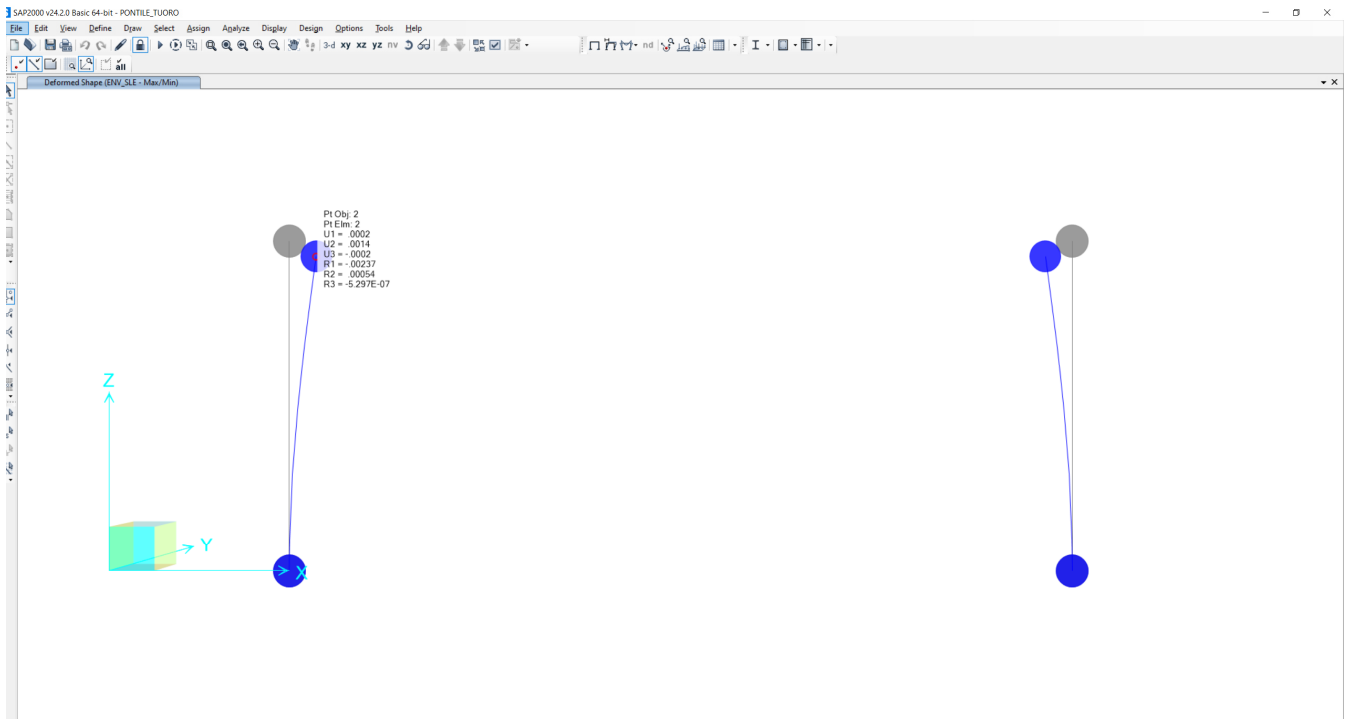 SAP2000 v24.2.0 Basic 64-bit - PONTILE_TUORO
File Edit View Define Draw Select Assign Analyze Display Design Options Tools Help
3-d xy xz yz nv
nd
all
Deformed Shape (ENV_SLE - Max/Min)
Pt Obj: 2
Pt Elm: 2
U1 = .0002
U2 = .0014
U3 = -.0002
R1 = -.00237
R2 = .00054
R3 = -5.297E-07
Z
Y
X